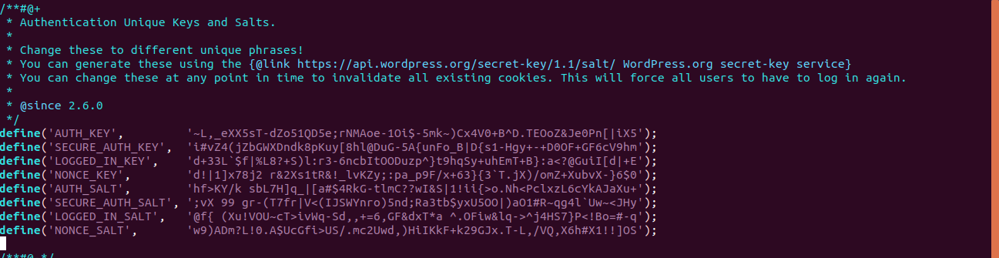 /**#@+
 * Authentication Unique Keys and Salts.
 *
 * Change these to different unique phrases!
 * You can generate these using the {@link https://api.wordpress.org/secret-key/1.1/salt/ WordPress.org secret-key service}
 * You can change these at any point in time to invalidate all existing cookies. This will force all users to have to log in again.
 *
 * @since 2.6.0
 */
define('AUTH_KEY',         '~L,_eXX5sT-dZo51QD5e;rNMAoe-1Oi$-5mk~)Cx4V0+B^D.TEOoZ&Je0Pn[|iX5');
define('SECURE_AUTH_KEY',  'i#vZ4(jZbGWXDndk8pKuy[8hl@DuG-5A{unFo_B|D{s1-Hgy+-+D0OF+GF6cV9hm');
define('LOGGED_IN_KEY',    'd+33L`$f|%L8?+S)l:r3-6ncbItOODuzp^}t9hqSy+uhEmT+B}:a<?@GuiI[d|+E');
define('NONCE_KEY',        'd!|1]x78j2 r&2Xs1tR&!_lvKZy;:pa_p9F/x+63}{3`T.jX)/omZ+XubvX-}6$0');
define('AUTH_SALT',        'hf>KY/k sbL7H]q_|[a#$4RkG-tlmC??wI&S|1!ii{>o.Nh<PclxzL6cYkAJaXu+');
define('SECURE_AUTH_SALT', ';vX 99 gr-(T7fr|V<(IJSWYnro)5nd;Ra3tb$yxU5OO|)aO1#R~qg4l`Uw~<JHy');
define('LOGGED_IN_SALT',   '@f{ (Xu!VOU~cT>ivWq-Sd,,+=6,GF&dxT*a ^.OFiw&lq->^j4HS7}P<!Bo=#-q');
define('NONCE_SALT',       'w9)ADm?L!0.A$UcGfi>US/.mc2Uwd,)HiIKkF+k29GJx.T-L,/VQ,X6h#X1!!]OS');
/**#@-*/